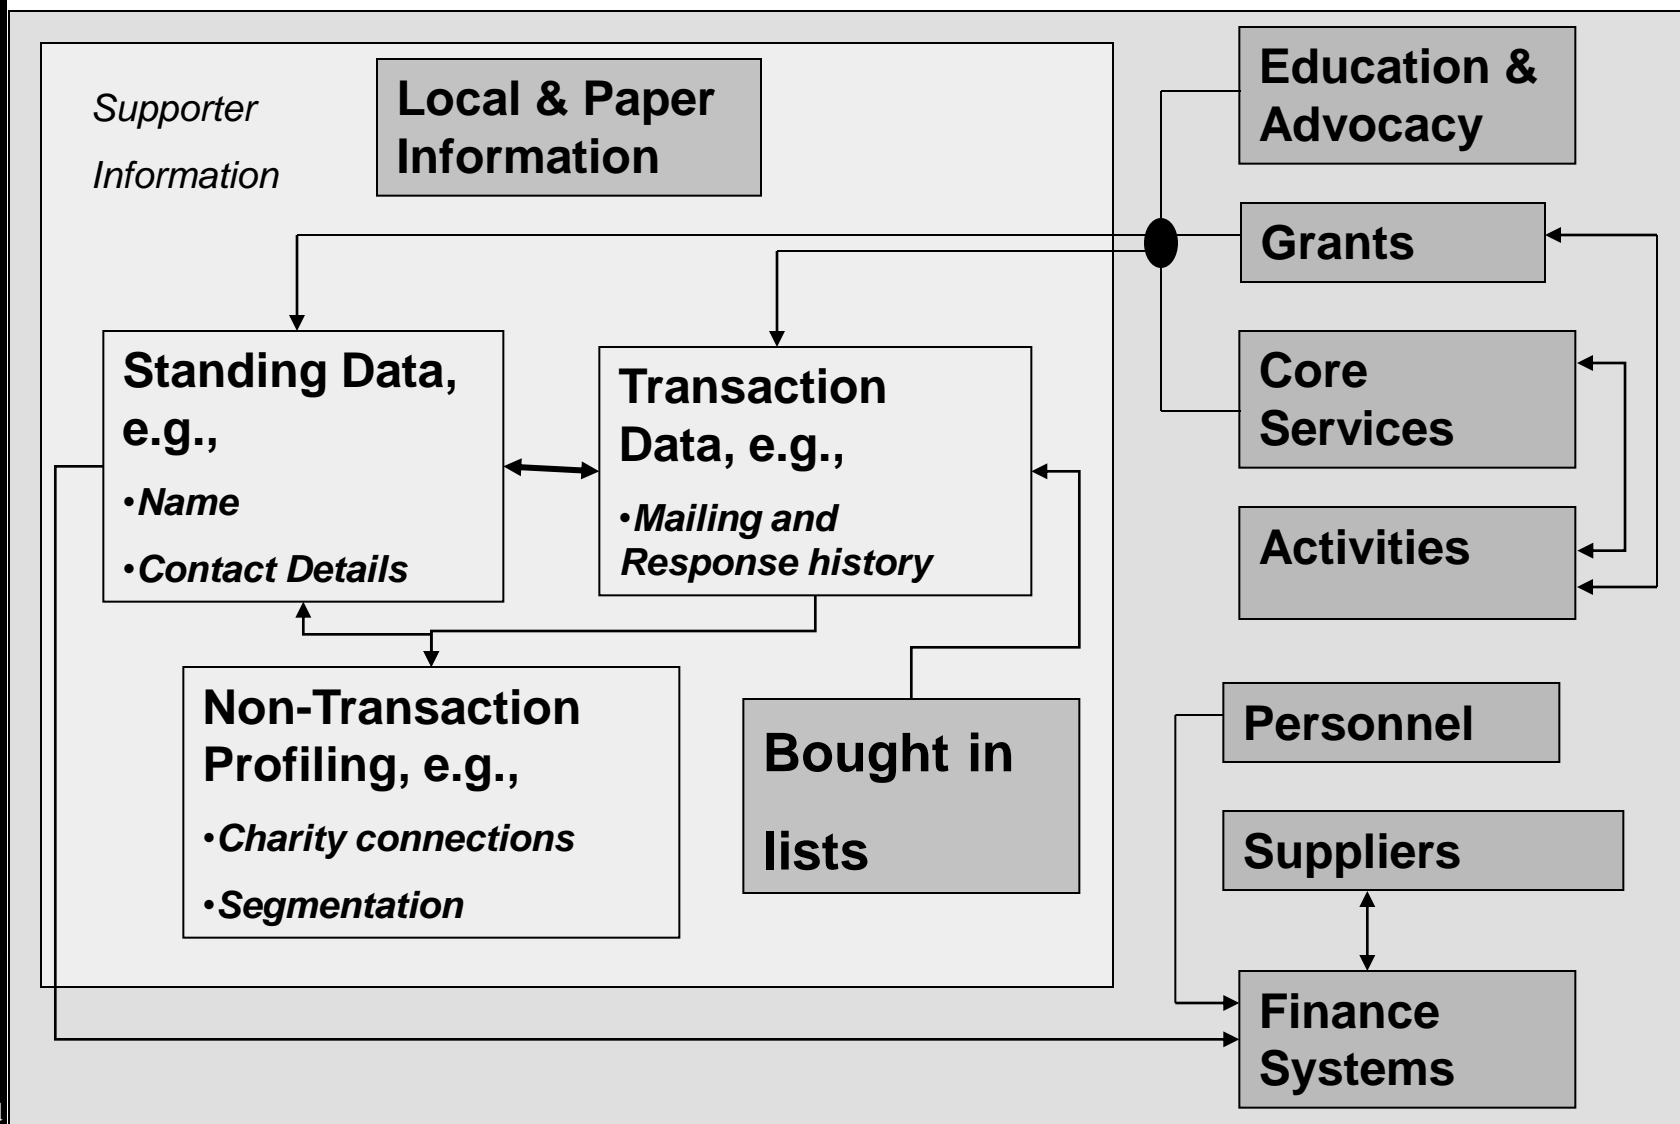 Supporter
Information
Local & Paper
Information
Education &
Advocacy
Grants
Standing Data,
e.g.,
•Name
•Contact Details
Transaction
Data, e.g.,
•Mailing and
Response history
Core
Services
Activities
Non-Transaction
Profiling, e.g.,
•Charity connections
•Segmentation
Bought in
lists
Personnel
Suppliers
Finance
Systems